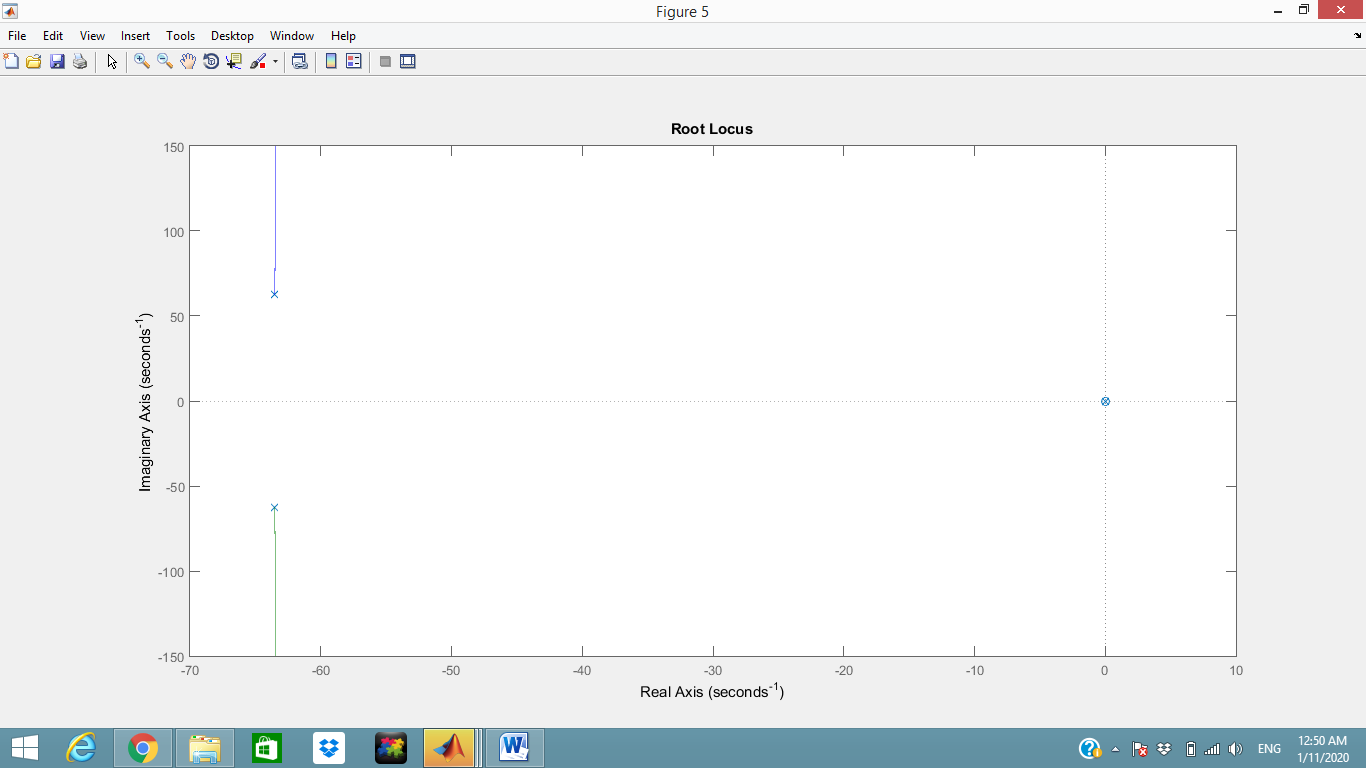 Figure 5
File Edit View Insert Tools Desktop Window Help
Root Locus
150
100
50
0
-50
-100
-150
Imaginary Axis (seconds-1)
-70 -60 -50 -40 -30 -20 -10 0 10
Real Axis (seconds-1)
ENG
12:50 AM
1/11/2020